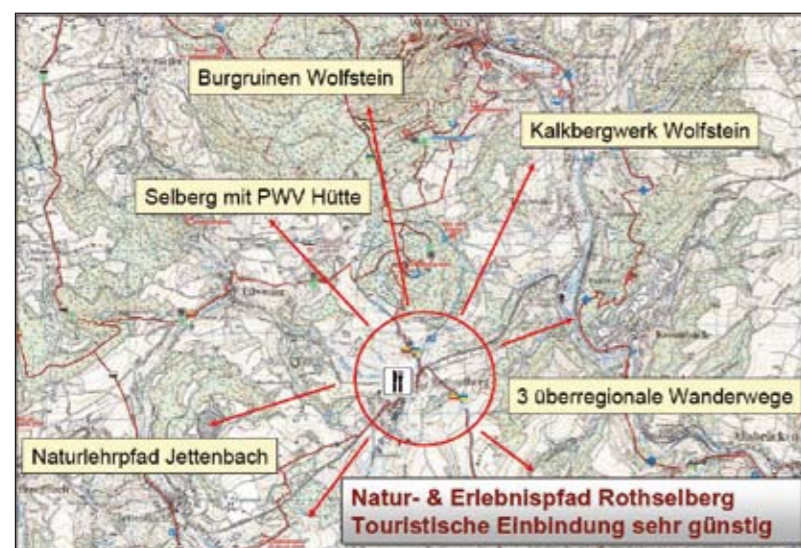 WOLFSTEIN
Burgruinen Wolfstein
Kalkbergwerk Wolfstein
Selberg mit PWV Hütte
3 überregionale Wanderwege
Naturlehrpfad Jettenbach
Natur- & Erlebnispfad Rothselberg
Touristische Einbindung sehr günstig